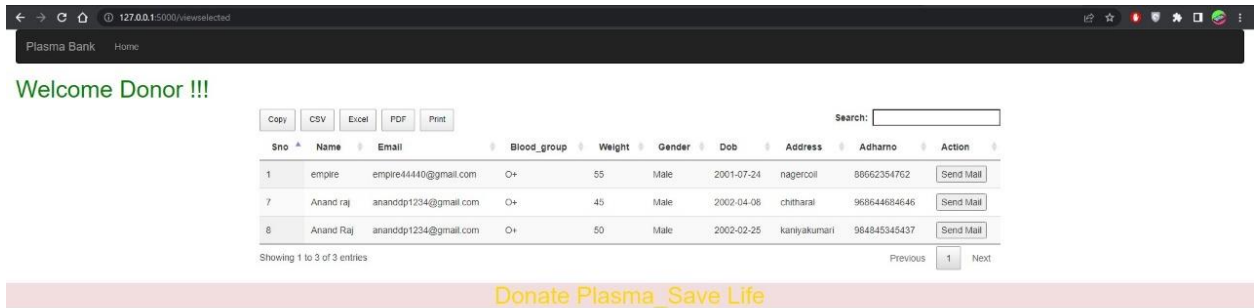 127.0.0.1:5000/viewselected
Plasma Bank Home
Welcome Donor !!!
Copy CSV Excel PDF Print Search:
Sno Name Email Blood_group Weight Gender Dob Address Adharno Action
1 empire empire44440@gmail.com O+ 55 Male 2001-07-24 nagercoil 88662354762 Send Mail
7 Anand raj ananddp1234@gmail.com O+ 45 Male 2002-04-08 chitharal 968644684646 Send Mail
8 Anand Raj ananddp1234@gmail.com O+ 50 Male 2002-02-25 kaniyakumari 984845345437 Send Mail
Showing 1 to 3 of 3 entries Previous 1 Next
Donate Plasma_Save Life